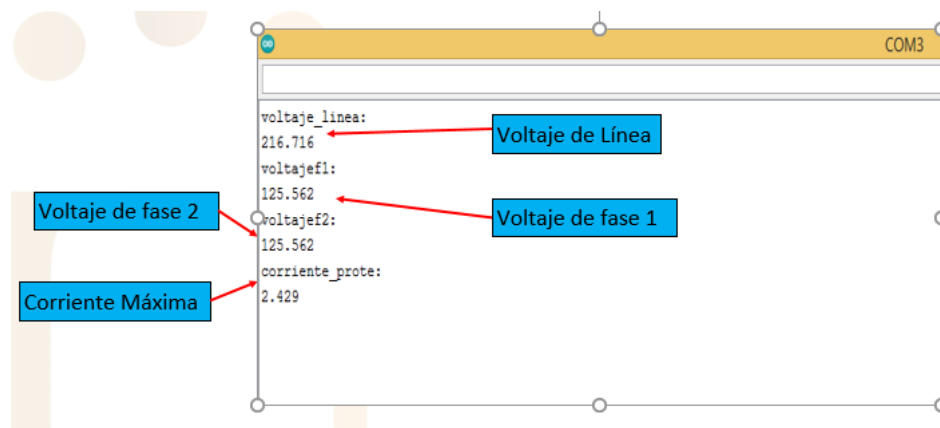 COM3
voltaje_linea:
216.716
Voltaje de Línea
voltajef1:
125.562
Voltaje de fase 1
Voltaje de fase 2
voltajef2:
125.562
corriente_prote:
Corriente Máxima
2.429